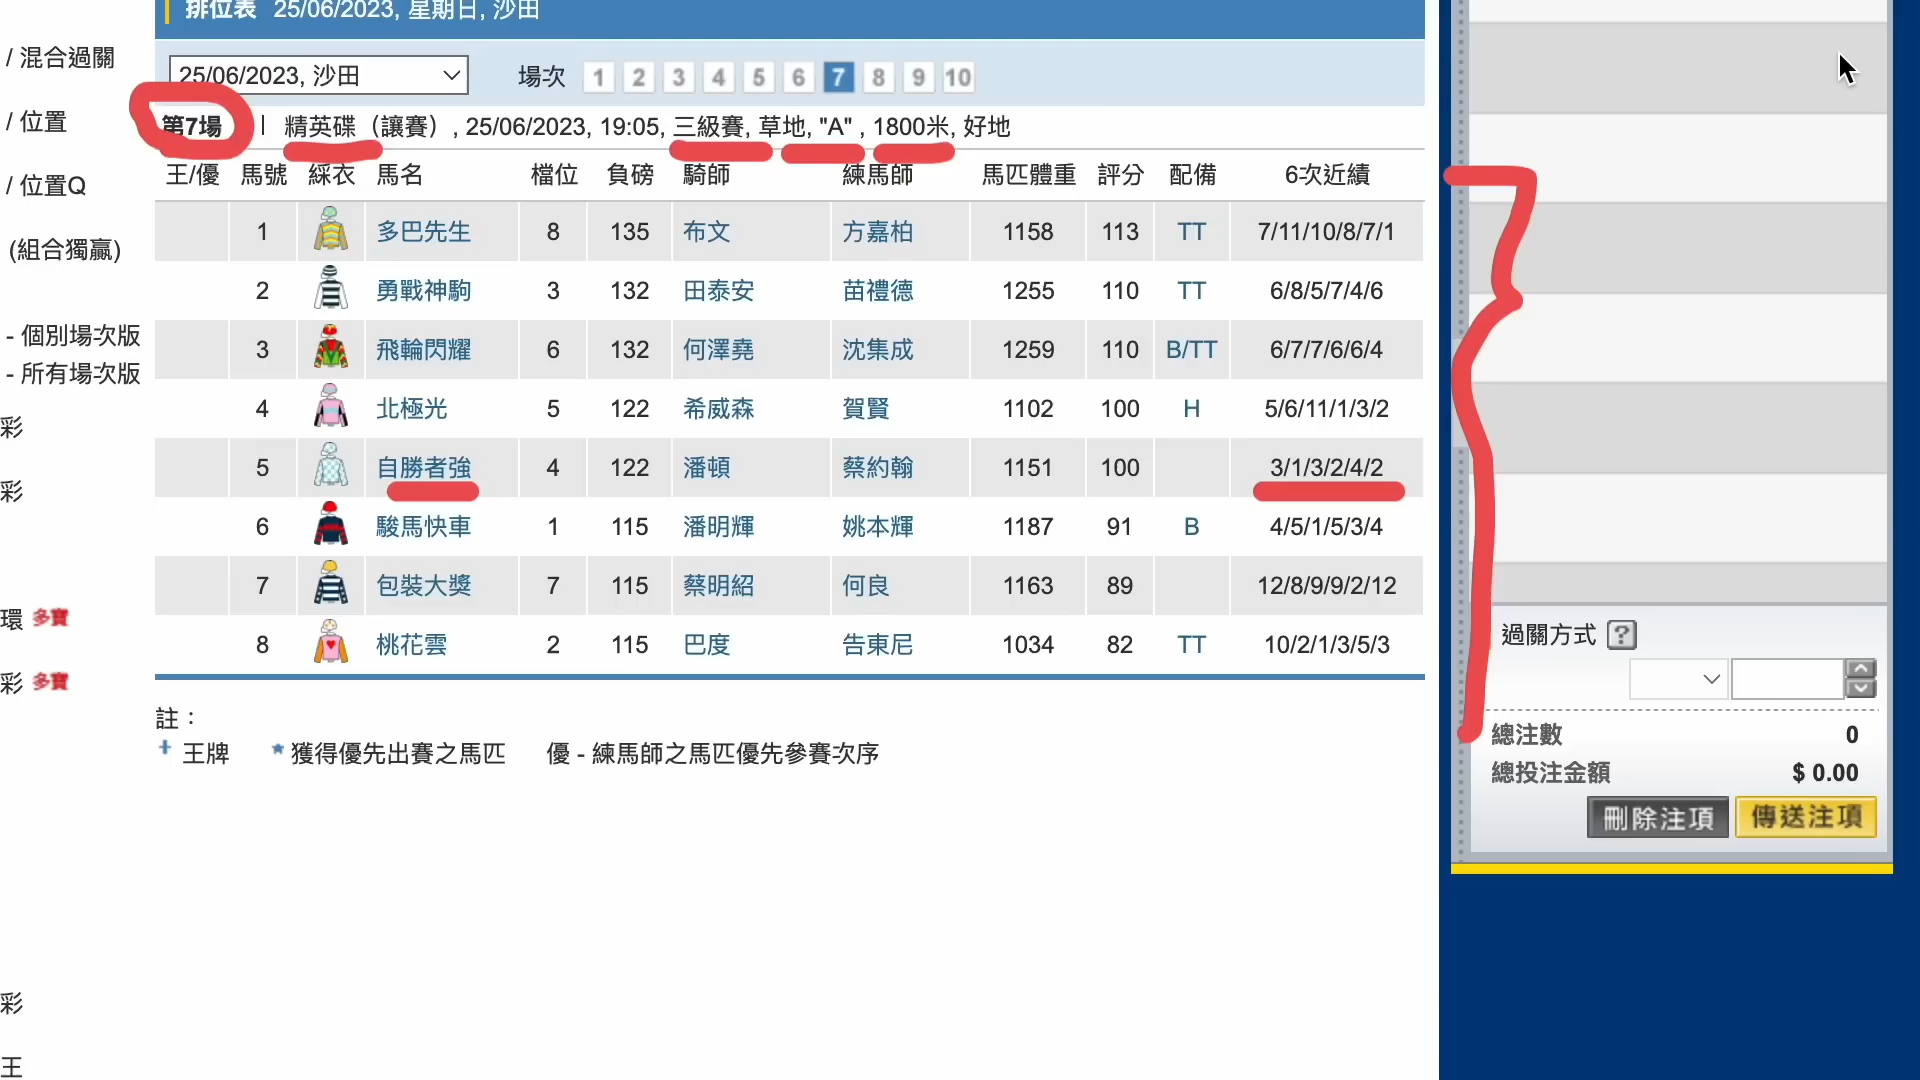 排位表 25/06/2023, 星期日, 沙田
/ 混合過關
25/06/2023, 沙田 場次 1 2 3 4 5 6 7 8 9 10
/ 位置
第7場 | 精英碟（讓賽）, 25/06/2023, 19:05, 三級賽, 草地, "A" , 1800米, 好地
/ 位置Q
王/優 馬號 綵衣 馬名 檔位 負磅 騎師 練馬師 馬匹體重 評分 配備 6次近績
1 多巴先生 8 135 布文 方嘉柏 1158 113 TT 7/11/10/8/7/1
(組合獨贏)
2 勇戰神駒 3 132 田泰安 苗禮德 1255 110 TT 6/8/5/7/4/6
- 個別場次版
3 飛輪閃耀 6 132 何澤堯 沈集成 1259 110 B/TT 6/7/7/6/6/4
- 所有場次版
4 北極光 5 122 希威森 賀賢 1102 100 H 5/6/11/1/3/2
彩
5 自勝者強 4 122 潘頓 蔡約翰 1151 100 3/1/3/2/4/2
彩
6 駿馬快車 1 115 潘明輝 姚本輝 1187 91 B 4/5/1/5/3/4
7 包裝大獎 7 115 蔡明紹 何良 1163 89 12/8/9/9/2/12
環 多寶
8 桃花雲 2 115 巴度 告東尼 1034 82 TT 10/2/1/3/5/3
彩 多寶
註：
王牌 獲得優先出賽之馬匹 優 - 練馬師之馬匹優先參賽次序
彩
王
過關方式 ?
總注數 0
總投注金額 $ 0.00
刪除注項 傳送注項